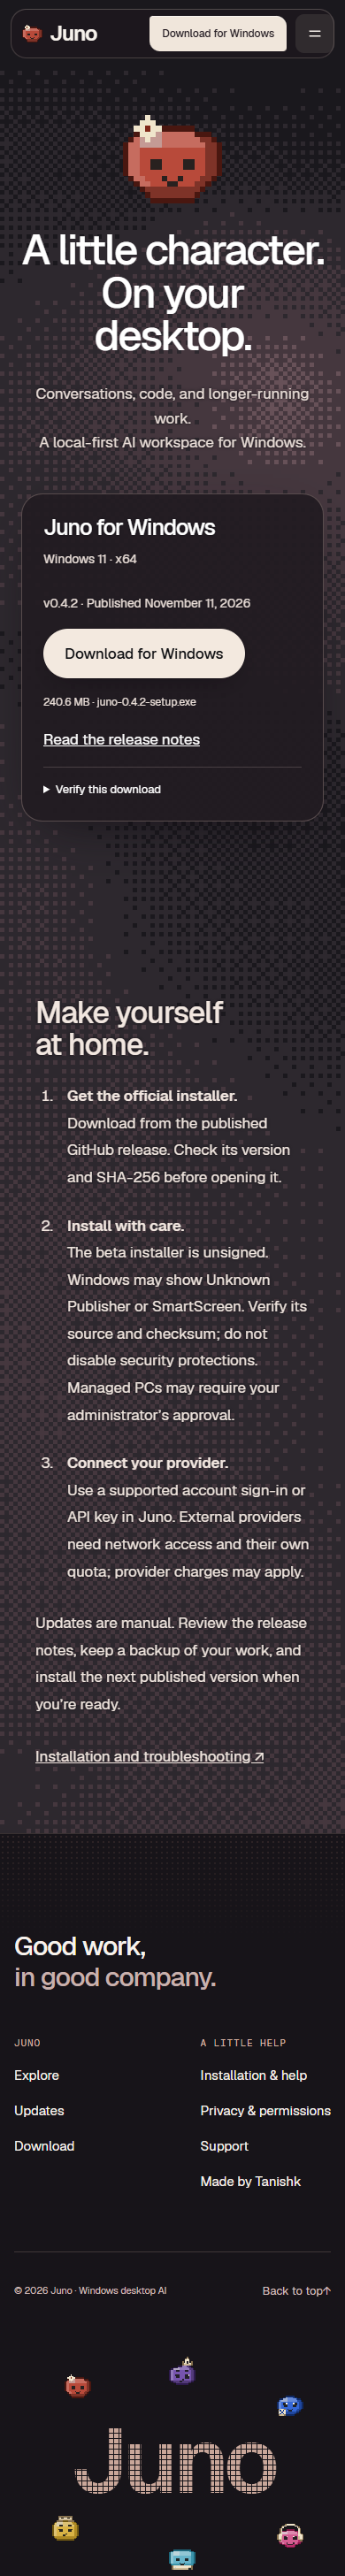 Juno
Download for Windows
A little character.
On your
desktop.
Conversations, code, and longer-running
work.
A local-first AI workspace for Windows.
Juno for Windows
Windows 11 · x64
v0.4.2 · Published November 11, 2026
Download for Windows
240.6 MB · juno-0.4.2-setup.exe
Read the release notes
▶ Verify this download
Make yourself
at home.
1. Get the official installer.
Download from the published
GitHub release. Check its version
and SHA-256 before opening it.
2. Install with care.
The beta installer is unsigned.
Windows may show Unknown
Publisher or SmartScreen. Verify its
source and checksum; do not
disable security protections.
Managed PCs may require your
administrator's approval.
3. Connect your provider.
Use a supported account sign-in or
API key in Juno. External providers
need network access and their own
quota; provider charges may apply.
Updates are manual. Review the release
notes, keep a backup of your work, and
install the next published version when
you're ready.
Installation and troubleshooting ↗
Good work,
in good company.
JUNO
Explore
Updates
Download
A LITTLE HELP
Installation & help
Privacy & permissions
Support
Made by Tanishk
© 2026 Juno · Windows desktop AI
Back to top↑
Juno